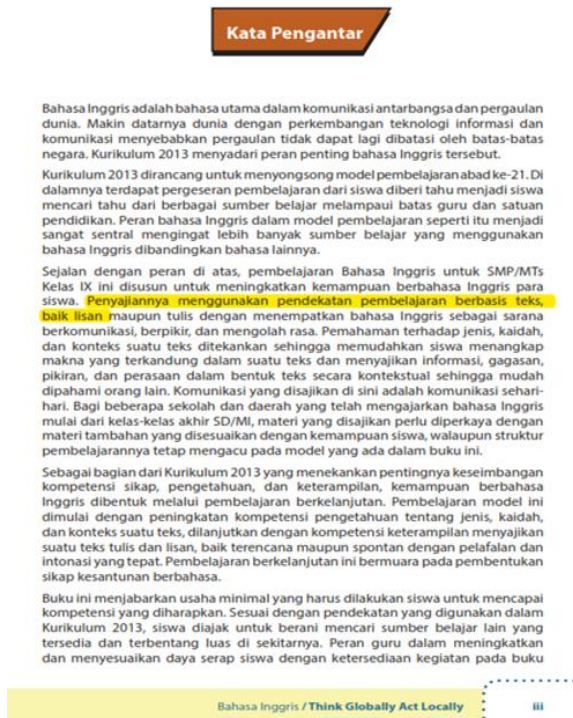 Kata Pengantar
Bahasa Inggris adalah bahasa utama dalam komunikasi antarbangsa dan pergaulan
dunia. Makin datarnya dunia dengan perkembangan teknologi informasi dan
komunikasi menyebabkan pergaulan tidak dapat lagi dibatasi oleh batas-batas
negara. Kurikulum 2013 menyadari peran penting bahasa Inggris tersebut.
Kurikulum 2013 dirancang untuk menyongsong model pembelajaran abad ke-21. Di
dalamnya terdapat pergeseran pembelajaran dari siswa diberi tahu menjadi siswa
mencari tahu dari berbagai sumber belajar melampaui batas guru dan satuan
pendidikan. Peran bahasa Inggris dalam model pembelajaran seperti itu menjadi
sangat sentral mengingat lebih banyak sumber belajar yang menggunakan
bahasa Inggris dibandingkan bahasa lainnya.
Sejalan dengan peran di atas, pembelajaran Bahasa Inggris untuk SMP/MTs
Kelas IX ini disusun untuk meningkatkan kemampuan berbahasa Inggris para
siswa. Penyajiannya menggunakan pendekatan pembelajaran berbasis teks,
baik lisan maupun tulis dengan menempatkan bahasa Inggris sebagai sarana
berkomunikasi, berpikir, dan mengolah rasa. Pemahaman terhadap jenis, kaidah,
dan konteks suatu teks ditekankan sehingga memudahkan siswa menangkap
makna yang terkandung dalam suatu teks dan menyajikan informasi, gagasan,
pikiran, dan perasaan dalam bentuk teks secara kontekstual sehingga mudah
dipahami orang lain. Komunikasi yang disajikan di sini adalah komunikasi sehari-
hari. Bagi beberapa sekolah dan daerah yang telah mengajarkan bahasa Inggris
mulai dari kelas-kelas akhir SD/MI, materi yang disajikan perlu diperkaya dengan
materi tambahan yang disesuaikan dengan kemampuan siswa, walaupun struktur
pembelajarannya tetap mengacu pada model yang ada dalam buku ini.
Sebagai bagian dari Kurikulum 2013 yang menekankan pentingnya keseimbangan
kompetensi sikap, pengetahuan, dan keterampilan, kemampuan berbahasa
Inggris dibentuk melalui pembelajaran berkelanjutan. Pembelajaran model ini
dimulai dengan peningkatan kompetensi pengetahuan tentang jenis, kaidah,
dan konteks suatu teks, dilanjutkan dengan kompetensi keterampilan menyajikan
suatu teks tulis dan lisan, baik terencana maupun spontan dengan pelafalan dan
intonasi yang tepat. Pembelajaran berkelanjutan ini bermuara pada pembentukan
sikap kesantunan berbahasa.
Buku ini menjabarkan usaha minimal yang harus dilakukan siswa untuk mencapai
kompetensi yang diharapkan. Sesuai dengan pendekatan yang digunakan dalam
Kurikulum 2013, siswa diajak untuk berani mencari sumber belajar lain yang
tersedia dan terbentang luas di sekitarnya. Peran guru dalam meningkatkan
dan menyesuaikan daya serap siswa dengan ketersediaan kegiatan pada buku
Bahasa Inggris / Think Globally Act Locally iii